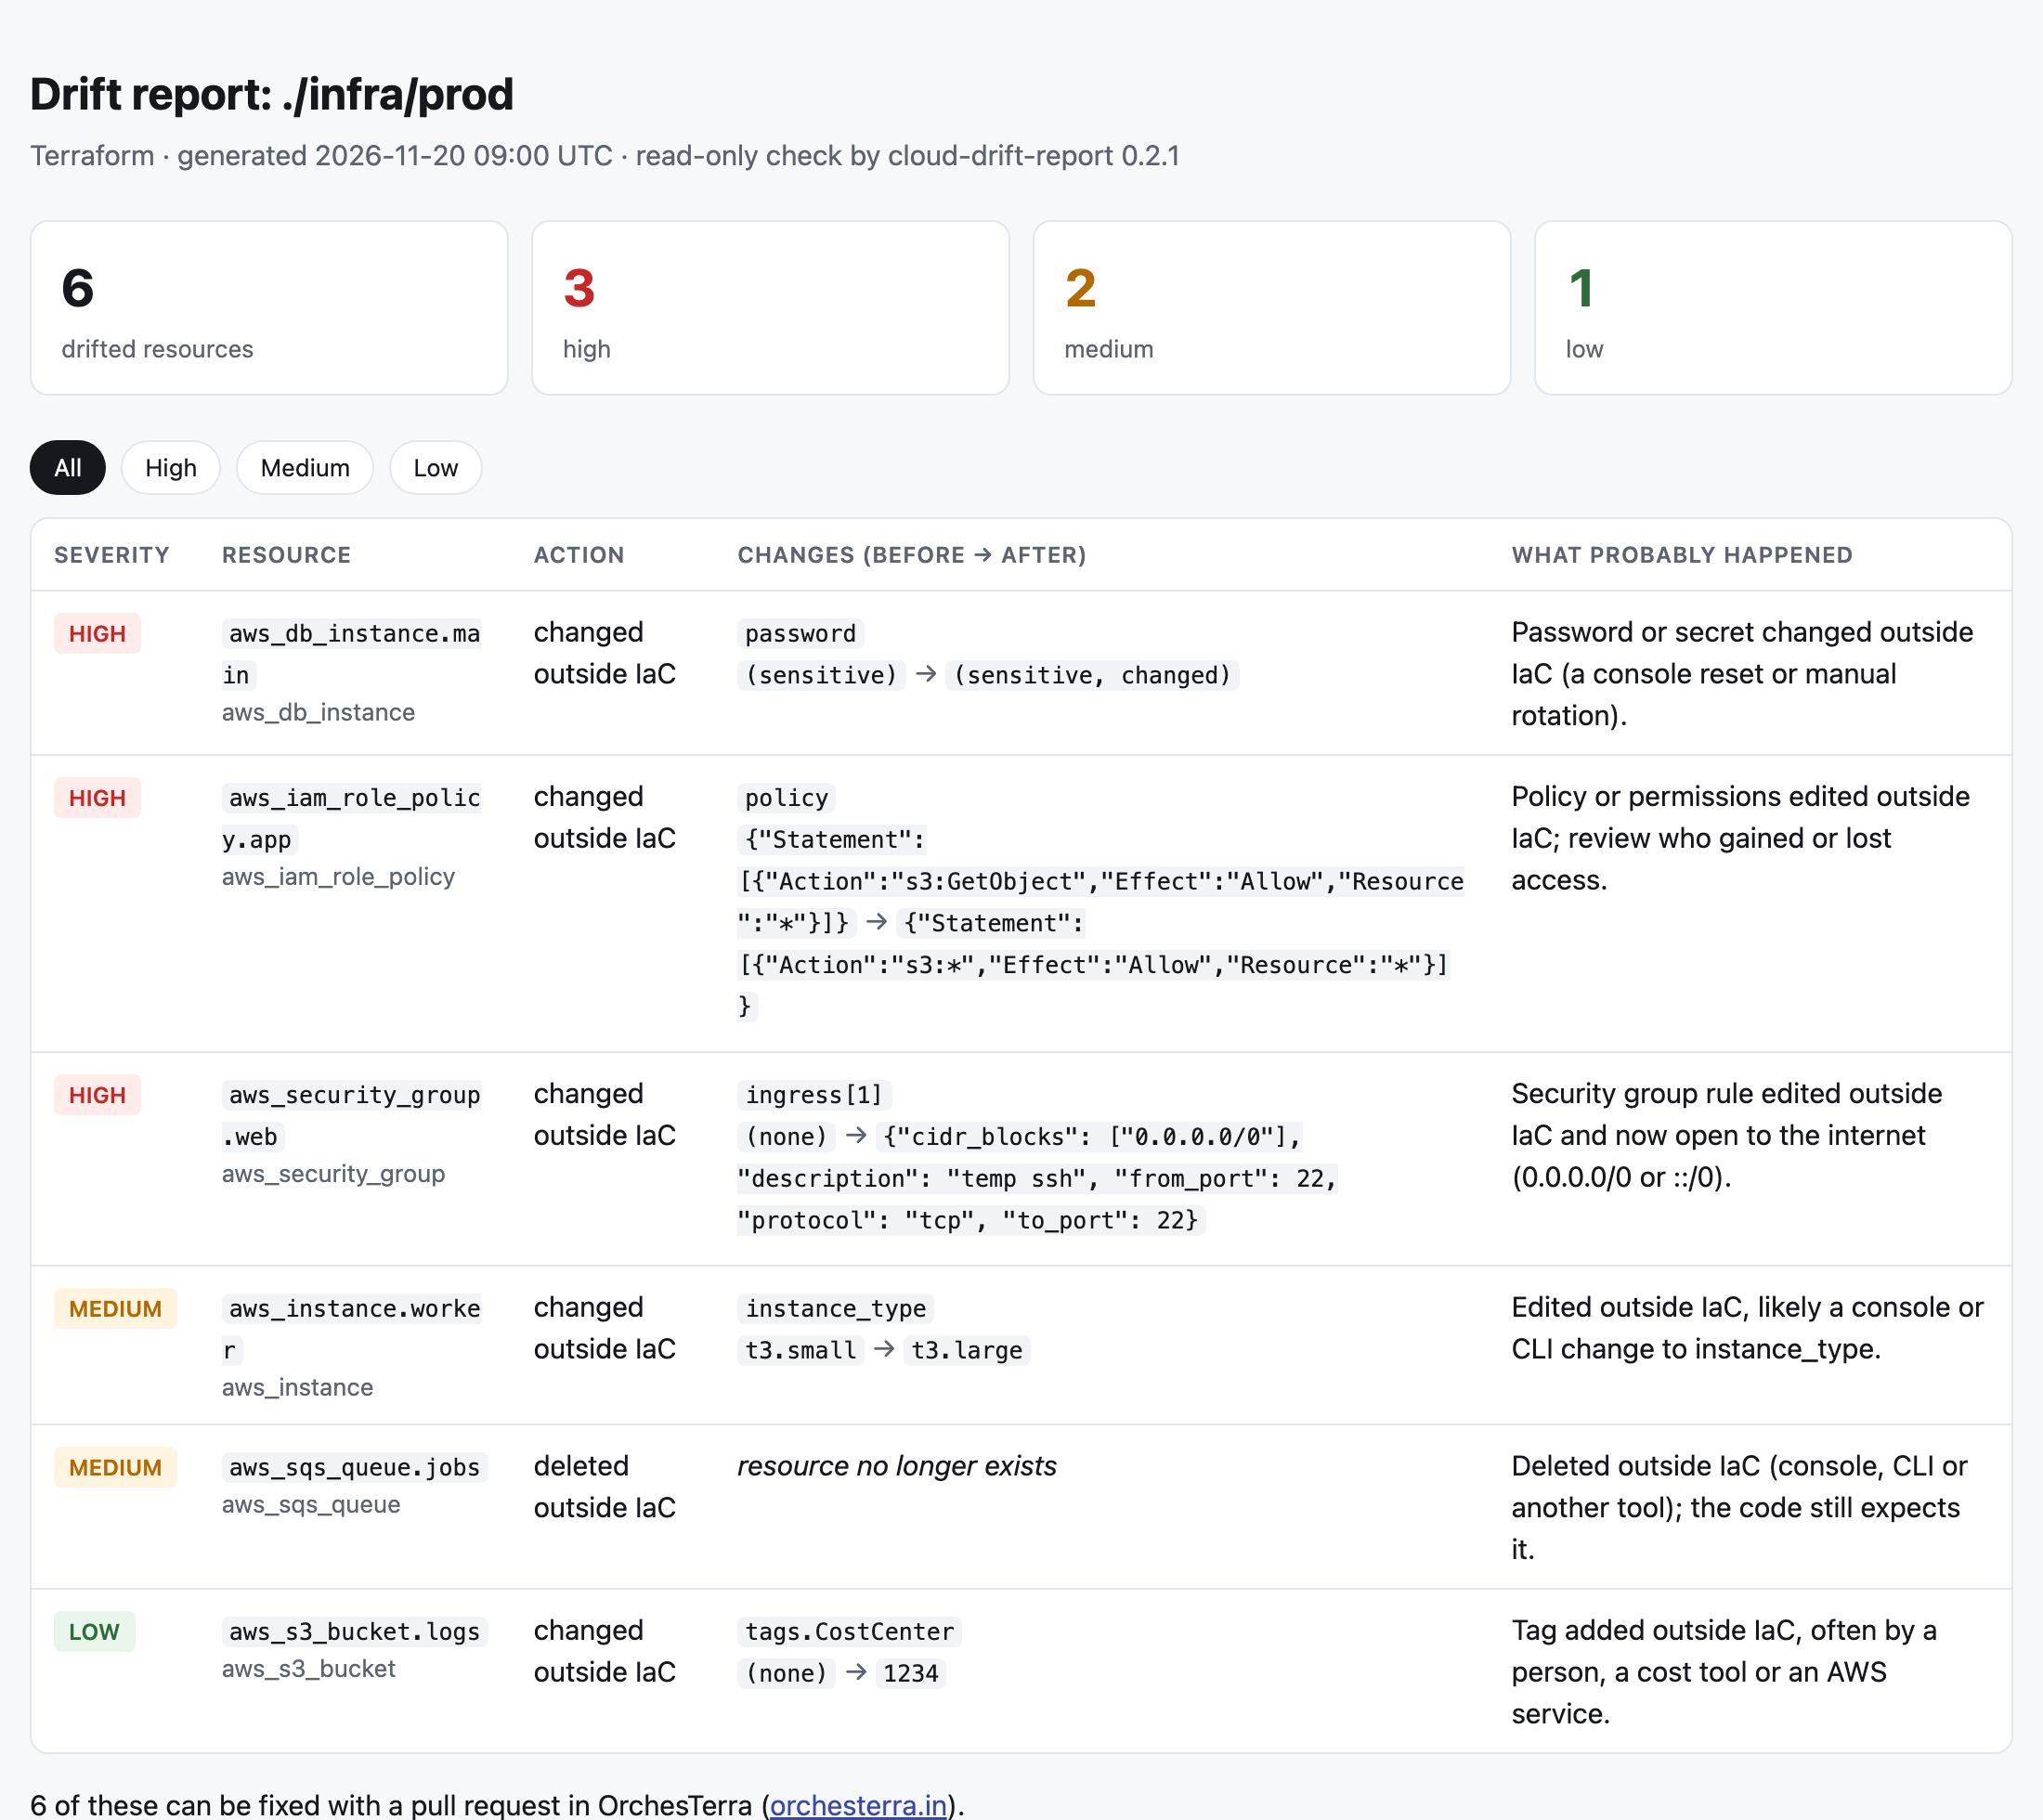 Drift report: ./infra/prod
Terraform · generated 2026-11-20 09:00 UTC · read-only check by cloud-drift-report 0.2.1
6
drifted resources
3
high
2
medium
1
low
All High Medium Low
SEVERITY RESOURCE ACTION CHANGES (BEFORE → AFTER) WHAT PROBABLY HAPPENED
HIGH
aws_db_instance.ma
in
aws_db_instance
changed
outside IaC
password
(sensitive) → (sensitive, changed)
Password or secret changed outside
IaC (a console reset or manual
rotation).
HIGH
aws_iam_role_polic
y.app
aws_iam_role_policy
changed
outside IaC
policy
{"Statement":
[{"Action":"s3:GetObject","Effect":"Allow","Resource
":"*"}]} → {"Statement":
[{"Action":"s3:*","Effect":"Allow","Resource":"*"}]
}
Policy or permissions edited outside
IaC; review who gained or lost
access.
HIGH
aws_security_group
.web
aws_security_group
changed
outside IaC
ingress[1]
(none) → {"cidr_blocks": ["0.0.0.0/0"],
"description": "temp ssh", "from_port": 22,
"protocol": "tcp", "to_port": 22}
Security group rule edited outside
IaC and now open to the internet
(0.0.0.0/0 or ::/0).
MEDIUM
aws_instance.worke
r
aws_instance
changed
outside IaC
instance_type
t3.small → t3.large
Edited outside IaC, likely a console or
CLI change to instance_type.
MEDIUM
aws_sqs_queue.jobs
aws_sqs_queue
deleted
outside IaC
resource no longer exists
Deleted outside IaC (console, CLI or
another tool); the code still expects
it.
LOW
aws_s3_bucket.logs
aws_s3_bucket
changed
outside IaC
tags.CostCenter
(none) → 1234
Tag added outside IaC, often by a
person, a cost tool or an AWS
service.
6 of these can be fixed with a pull request in OrchesTerra (orchesterra.in).